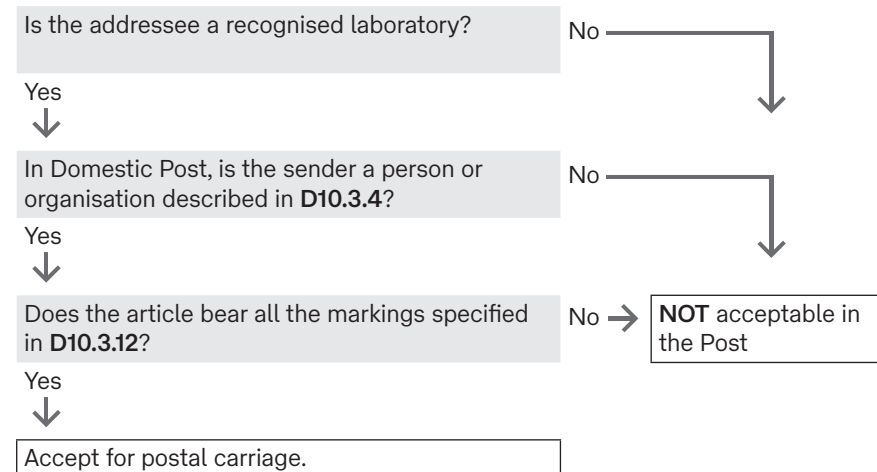 Is the addressee a recognised laboratory?
No
Yes
In Domestic Post, is the sender a person or
organisation described in D10.3.4?
No
Yes
Does the article bear all the markings specified
in D10.3.12?
No
NOT acceptable in
the Post
Yes
Accept for postal carriage.